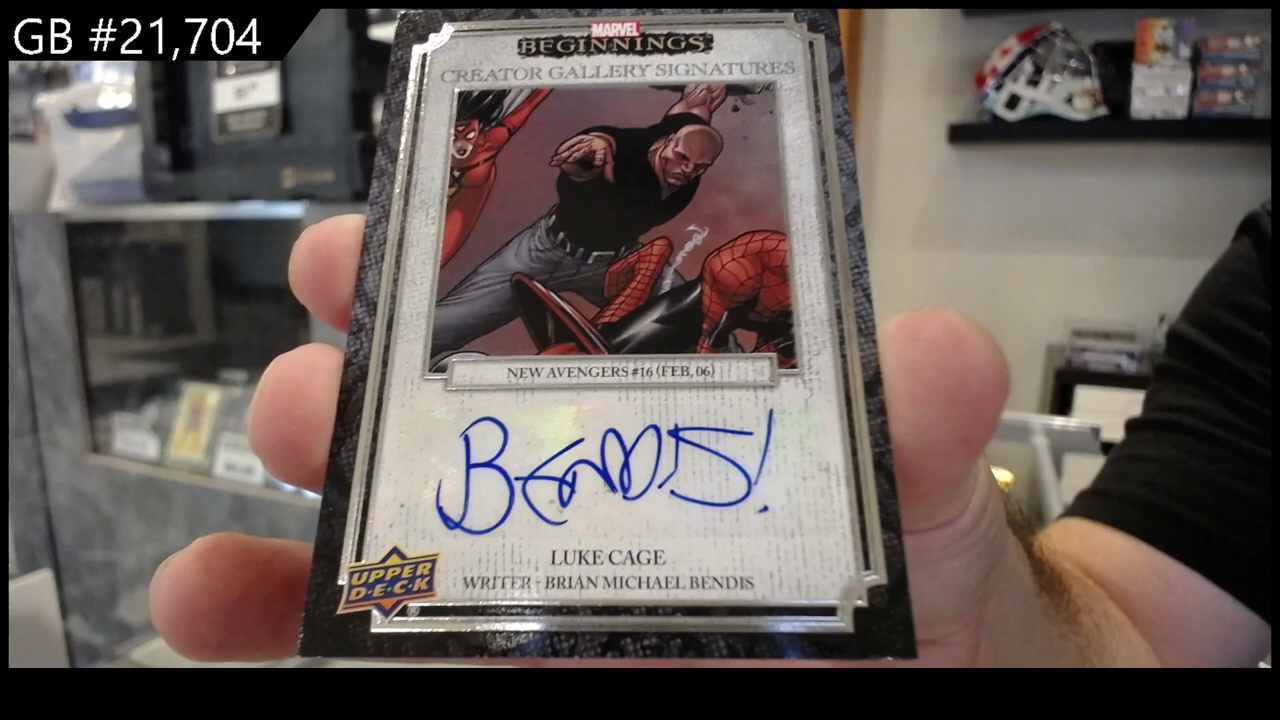 GB #21,704
MARVEL
BEGINNINGS
CREATOR GALLERY SIGNATURES
NEW AVENGERS #16 (FEB, 06)
BENDIS!
LUKE CAGE
WRITER - BRIAN MICHAEL BENDIS
UPPER
D·E·C·K